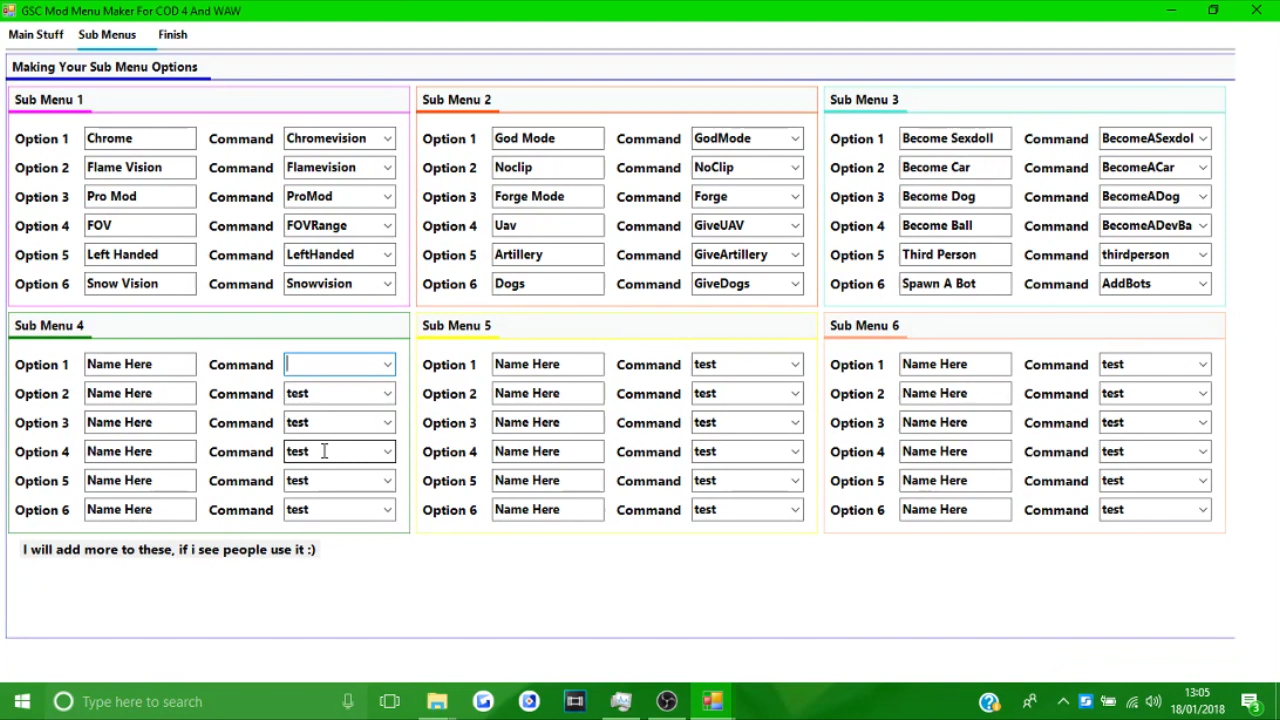 GSC Mod Menu Maker For COD 4 And WAW
Main Stuff Sub Menus Finish
Making Your Sub Menu Options
Sub Menu 1
Option 1 Chrome Command Chromevision
Option 2 Flame Vision Command Flamevision
Option 3 Pro Mod Command ProMod
Option 4 FOV Command FOVRange
Option 5 Left Handed Command LeftHanded
Option 6 Snow Vision Command Snowvision
Sub Menu 2
Option 1 God Mode Command GodMode
Option 2 Noclip Command NoClip
Option 3 Forge Mode Command Forge
Option 4 Uav Command GiveUAV
Option 5 Artillery Command GiveArtillery
Option 6 Dogs Command GiveDogs
Sub Menu 3
Option 1 Become Sexdoll Command BecomeASexdol
Option 2 Become Car Command BecomeACar
Option 3 Become Dog Command BecomeADog
Option 4 Become Ball Command BecomeADevBa
Option 5 Third Person Command thirdperson
Option 6 Spawn A Bot Command AddBots
Sub Menu 4
Option 1 Name Here Command
Option 2 Name Here Command test
Option 3 Name Here Command test
Option 4 Name Here Command test
Option 5 Name Here Command test
Option 6 Name Here Command test
Sub Menu 5
Option 1 Name Here Command test
Option 2 Name Here Command test
Option 3 Name Here Command test
Option 4 Name Here Command test
Option 5 Name Here Command test
Option 6 Name Here Command test
Sub Menu 6
Option 1 Name Here Command test
Option 2 Name Here Command test
Option 3 Name Here Command test
Option 4 Name Here Command test
Option 5 Name Here Command test
Option 6 Name Here Command test
I will add more to these, if i see people use it :)
Type here to search
13:05
18/01/2018
3